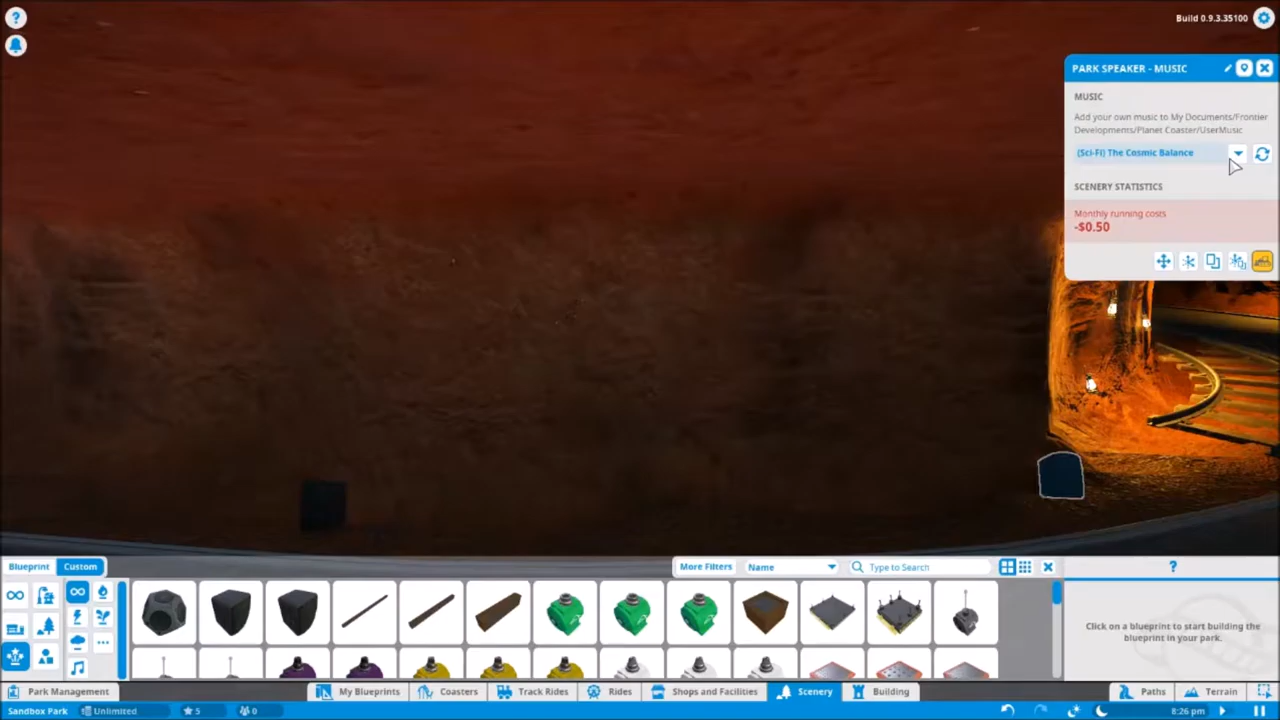 Build 0.9.3.35100
PARK SPEAKER - MUSIC
MUSIC
Add your own music to My Documents/Frontier
Developments/Planet Coaster/UserMusic
(Sci-Fi) The Cosmic Balance
SCENERY STATISTICS
Monthly running costs
-$0.50
Blueprint Custom More Filters Name Type to Search ?
Click on a blueprint to start building the
blueprint in your park.
Park Management My Blueprints Coasters Track Rides Rides Shops and Facilities Scenery Building Paths Terrain
Sandbox Park Unlimited 5 0 8:26 pm